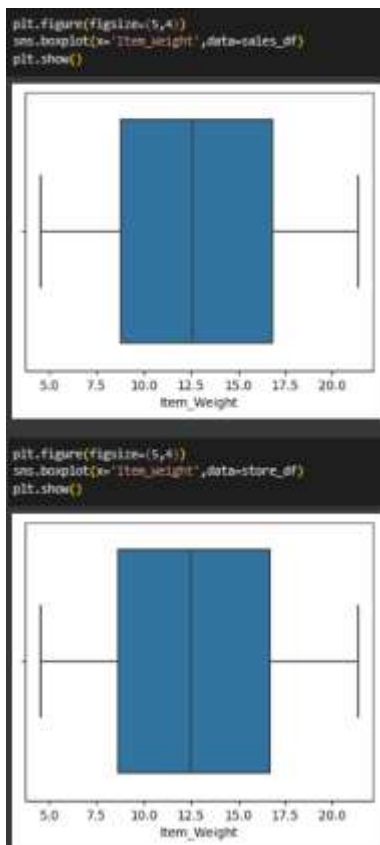 plt.figure(figsize=(5,4))
sns.boxplot(x='Item_Weight',data=sales_df)
plt.show()
5.0 7.5 10.0 12.5 15.0 17.5 20.0
Item_Weight
plt.figure(figsize=(5,4))
sns.boxplot(x='Item_Weight',data=store_df)
plt.show()
5.0 7.5 10.0 12.5 15.0 17.5 20.0
Item_Weight